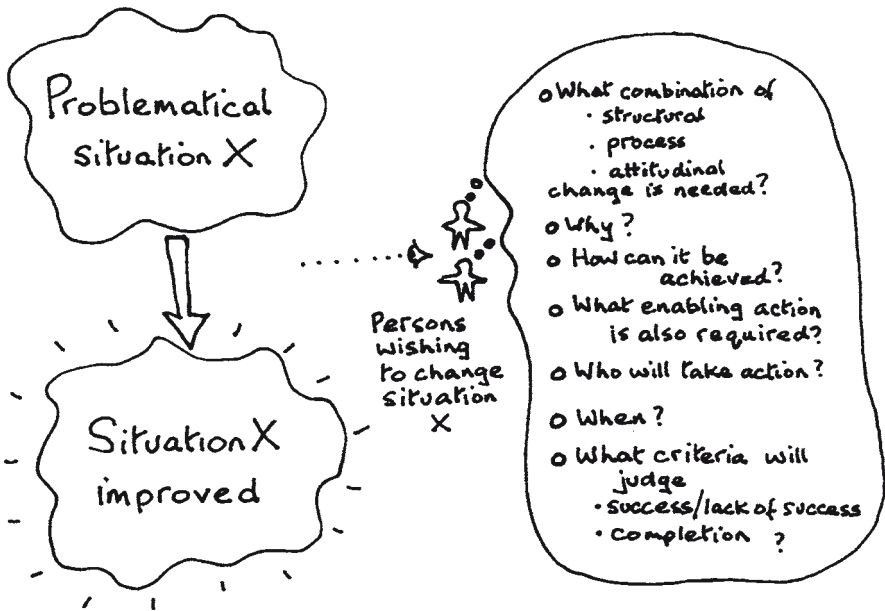 Problematical
situation X
Situation X
improved
Persons
wishing
to change
situation
X
o What combination of
· structural
· process
· attitudinal
change is needed?
o Why?
o How can it be
achieved?
o What enabling action
is also required?
o Who will take action?
o When?
o What criteria will
judge
· success/lack of success
· completion ?